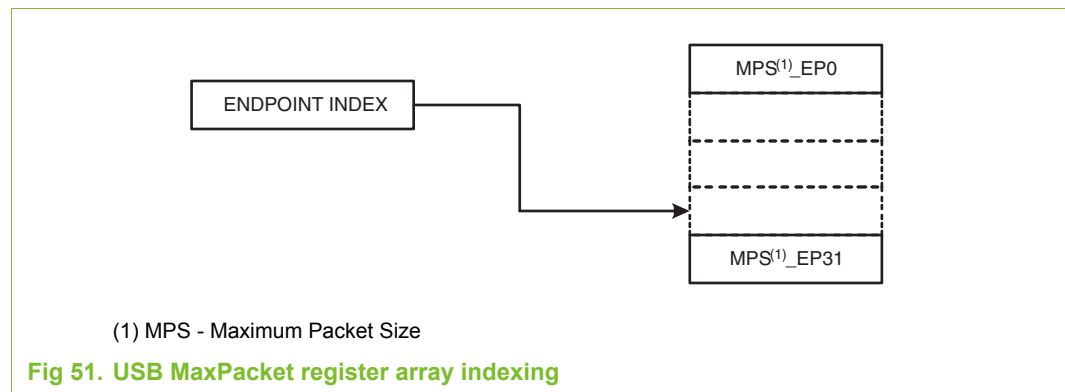 ENDPOINT INDEX
MPS(1)_EP0
MPS(1)_EP31
(1) MPS - Maximum Packet Size
Fig 51. USB MaxPacket register array indexing